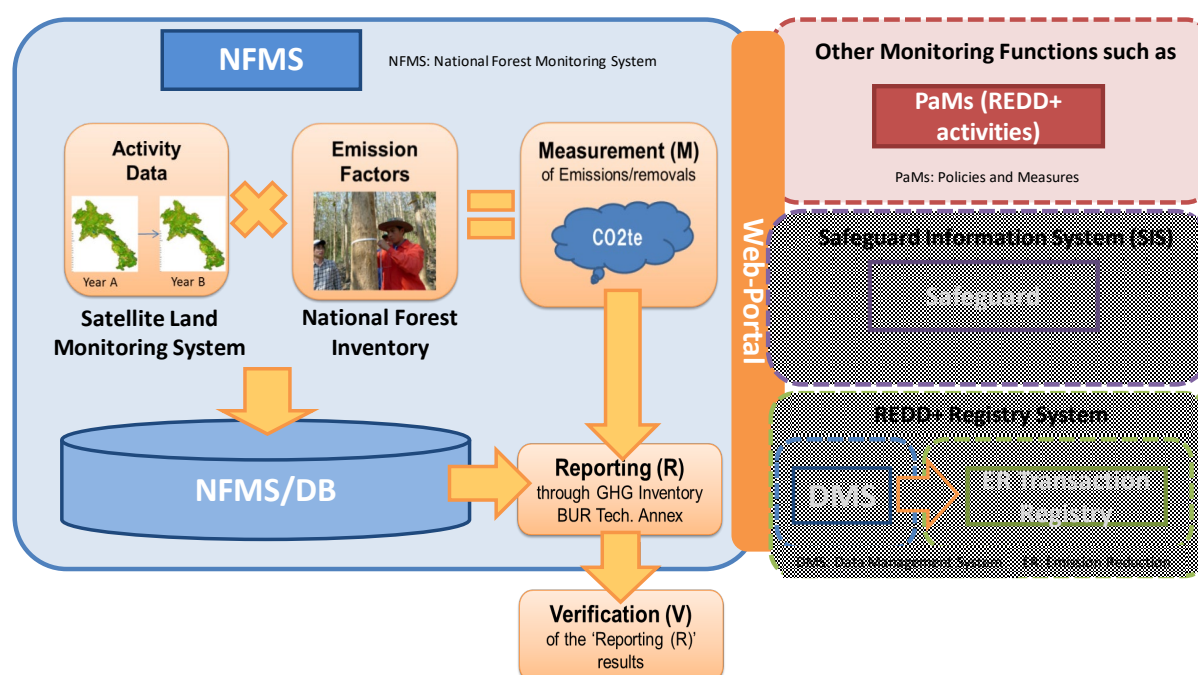 NFMS
NFMS: National Forest Monitoring System
Activity
Data
Year A
Year B
Emission
Factors
Measurement (M)
of Emissions/removals
CO2te
Satellite Land
Monitoring System
National Forest
Inventory
NFMS/DB
Reporting (R)
through GHG Inventory
BUR Tech. Annex
Verification (V)
of the ‘Reporting (R)’
results
Web-Portal
Other Monitoring Functions such as
PaMs (REDD+
activities)
PaMs: Policies and Measures
Safeguard Information System (SIS)
Safeguard
REDD+ Registry System
DMS
ER Transaction
Registry
DMS: Data Management System ER: Emission Reduction